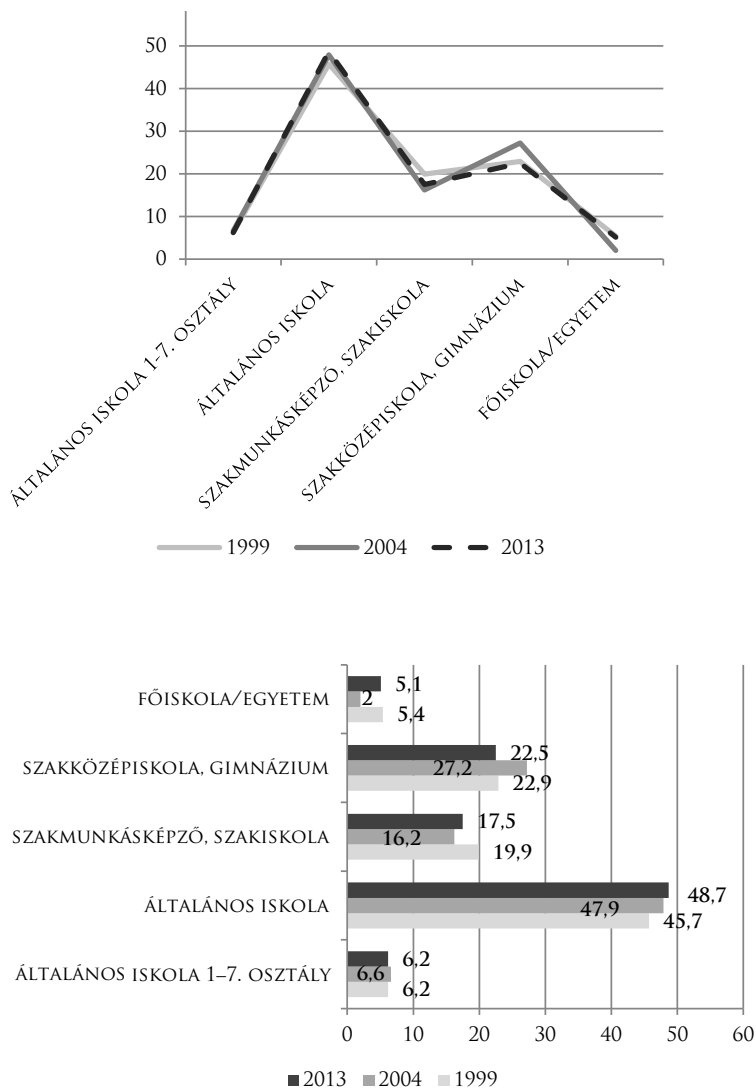 50
40
30
20
10
0
ÁLTALÁNOS ISKOLA 1-7. OSZTÁLY
ÁLTALÁNOS ISKOLA
SZAKMUNKÁSKÉPZŐ, SZAKISKOLA
SZAKKÖZÉPISKOLA, GIMNÁZIUM
FŐISKOLA/EGYETEM
1999 2004 2013
FŐISKOLA/EGYETEM
5,1
2
5,4
SZAKKÖZÉPISKOLA, GIMNÁZIUM
22,5
27,2
22,9
SZAKMUNKÁSKÉPZŐ, SZAKISKOLA
17,5
16,2
19,9
ÁLTALÁNOS ISKOLA
48,7
47,9
45,7
ÁLTALÁNOS ISKOLA 1–7. OSZTÁLY
6,2
6,6
6,2
0 10 20 30 40 50 60
2013 2004 1999